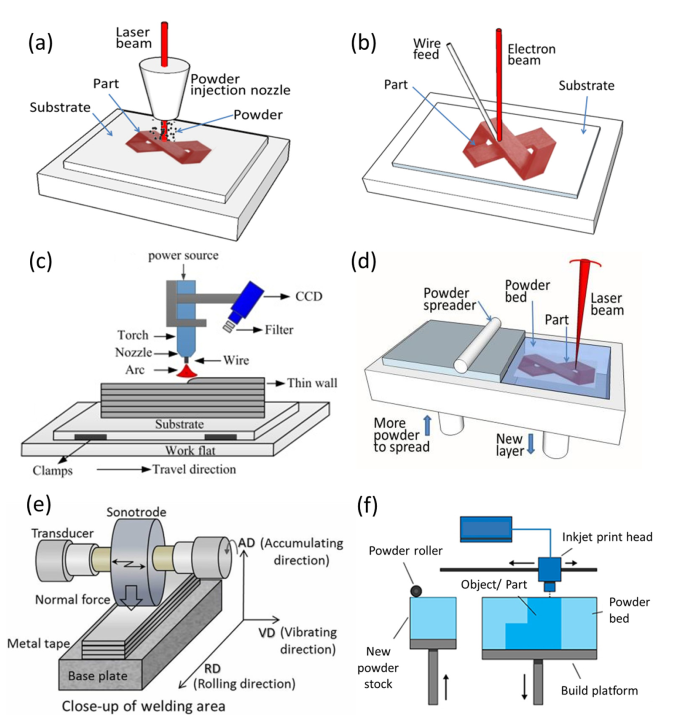 (a)
Laser
beam
Part
Powder
injection nozzle
Substrate
Powder
(b)
Wire
feed
Electron
beam
Part
Substrate
(c)
power source
CCD
Torch
Filter
Nozzle
Wire
Arc
Thin wall
Substrate
Work flat
Clamps
Travel direction
(d)
Powder
spreader
Powder
bed
Laser
beam
Part
More
powder
to spread
New
layer
(e)
Sonotrode
Transducer
AD (Accumulating
direction)
Normal force
VD (Vibrating
direction)
Metal tape
RD
(Rolling direction)
Base plate
Close-up of welding area
(f)
Inkjet print head
Powder roller
Object/ Part
Powder
bed
New
powder
stock
Build platform